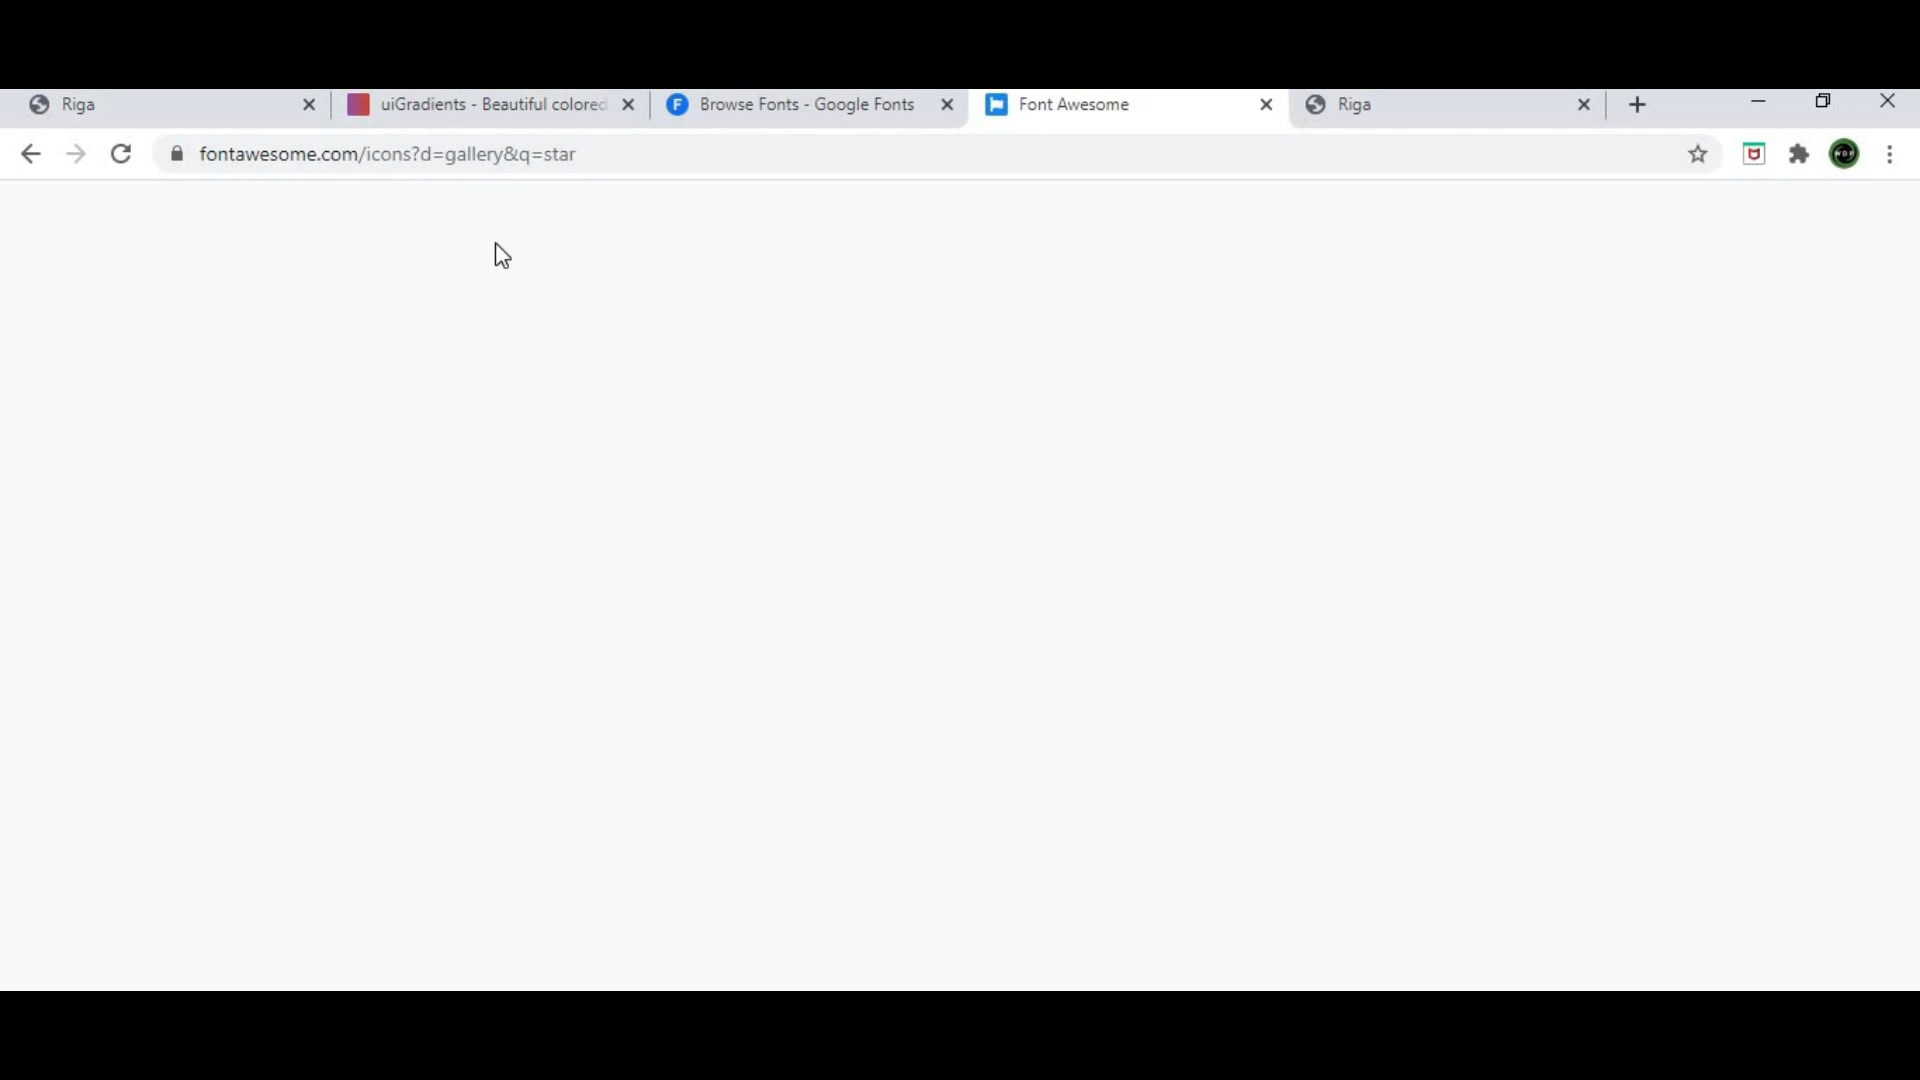 Riga
uiGradients - Beautiful colored
Browse Fonts - Google Fonts
Font Awesome
Riga
fontawesome.com/icons?d=gallery&q=star